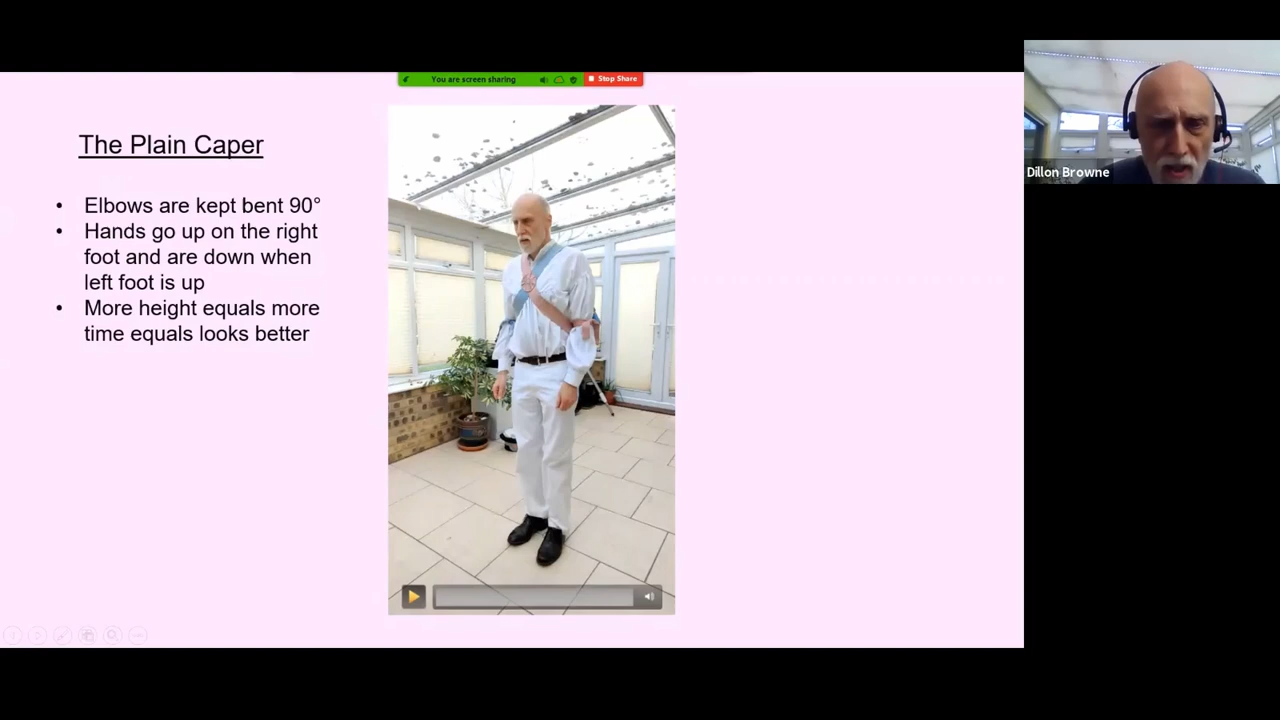 You are screen sharing
Stop Share
The Plain Caper
• Elbows are kept bent 90°
• Hands go up on the right
foot and are down when
left foot is up
• More height equals more
time equals looks better
Dillon Browne